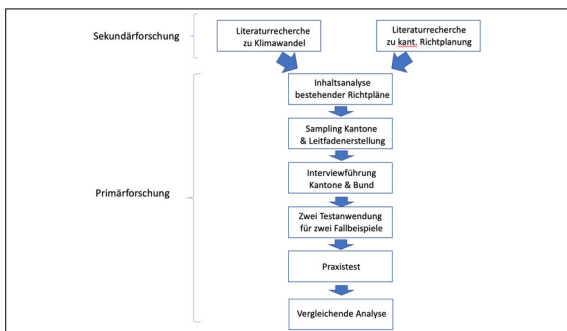 Sekundärforschung
Literaturrecherche
zu Klimawandel
Literaturrecherche
zu kant. Richtplanung
Primärforschung
Inhaltsanalyse
bestehender Richtpläne
Sampling Kantone
& Leitfadenerstellung
Interviewführung
Kantone & Bund
Zwei Testanwendung
für zwei Fallbeispiele
Praxistest
Vergleichende Analyse